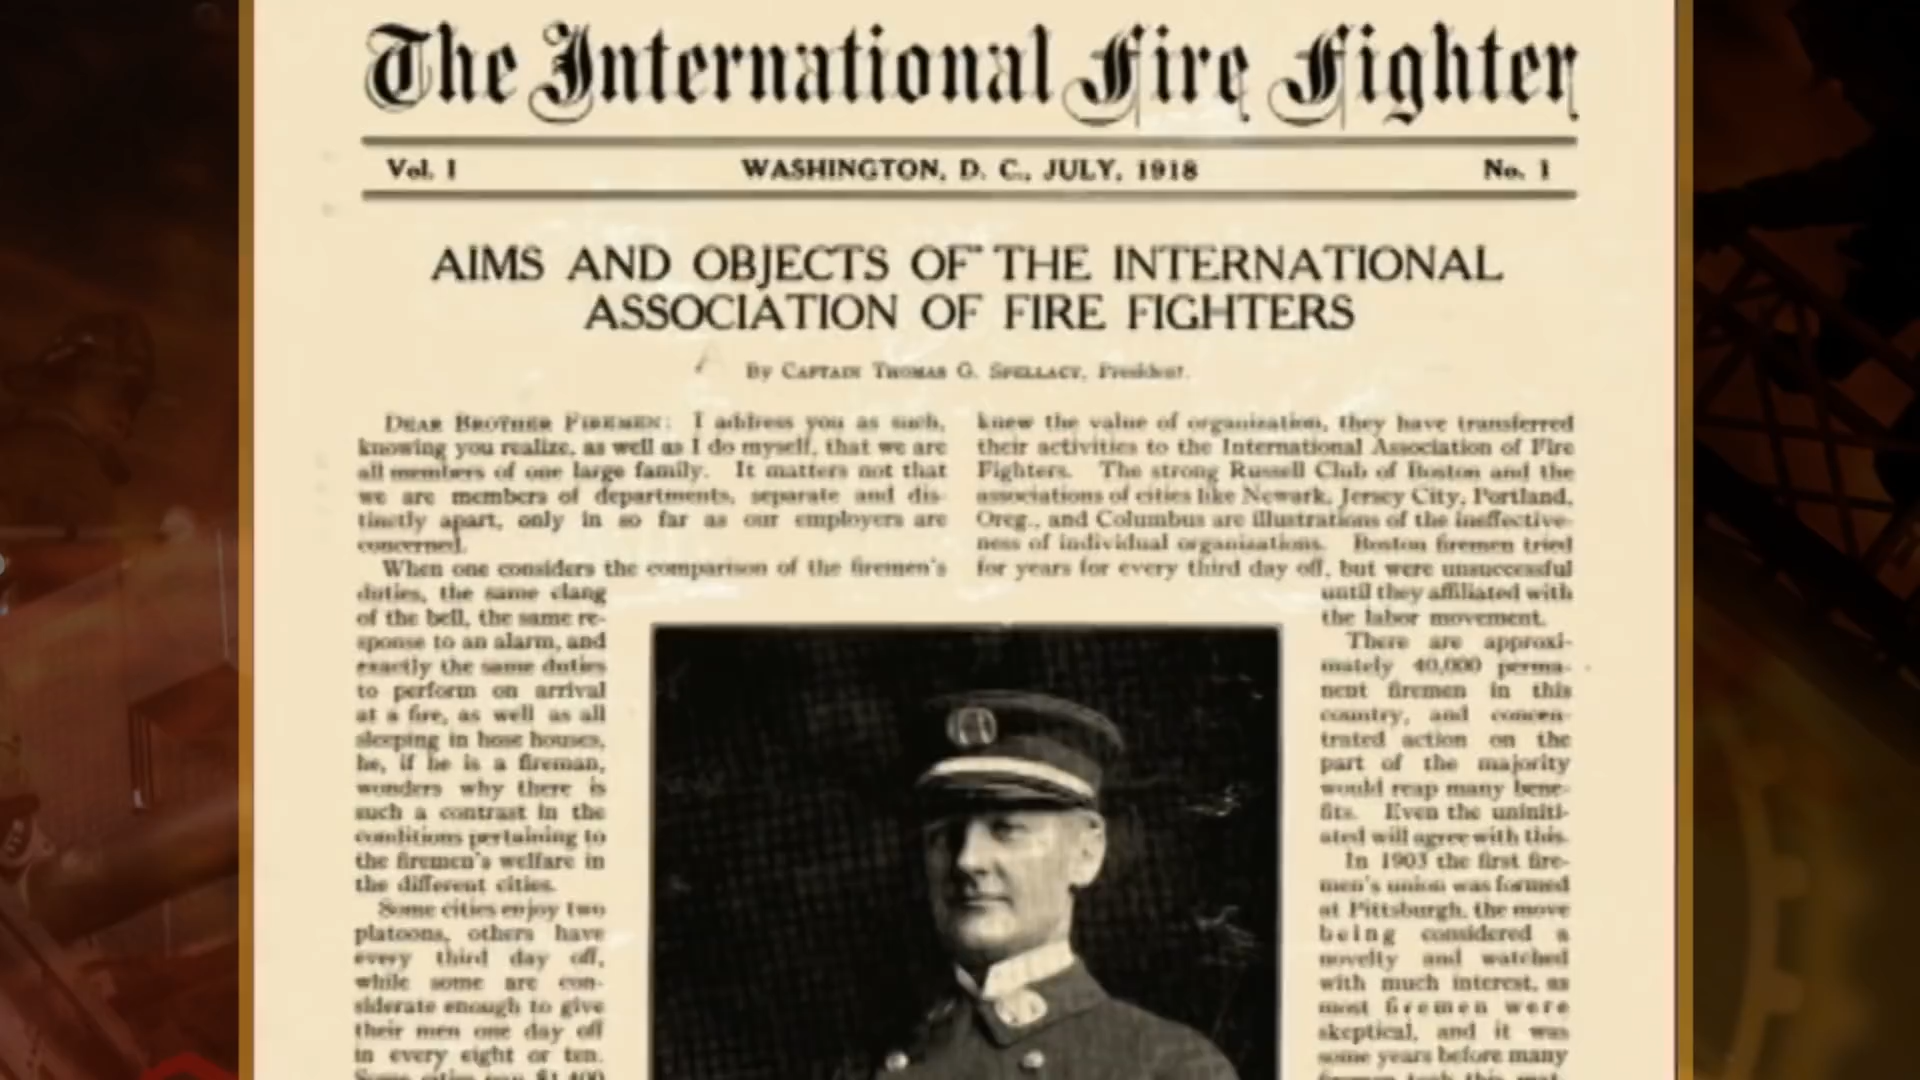 The International Fire Fighter
Vol. I WASHINGTON, D. C., JULY, 1918 No. 1
AIMS AND OBJECTS OF THE INTERNATIONAL
ASSOCIATION OF FIRE FIGHTERS
By CAPTAIN THOMAS G. SPELLACY, President.
DEAR BROTHER FIREMEN: I address you as such,
knowing you realize, as well as I do myself, that we are
all members of one large family. It matters not that
we are members of departments, separate and dis-
tinctly apart, only in so far as our employers are
concerned.
When one considers the comparison of the firemen's
duties, the same clang
of the bell, the same re-
sponse to an alarm, and
exactly the same duties
to perform on arrival
at a fire, as well as all
sleeping in hose houses,
he, if he is a fireman,
wonders why there is
such a contrast in the
conditions pertaining to
the firemen's welfare in
the different cities.
Some cities enjoy two
platoons, others have
every third day off,
while some are con-
siderate enough to give
their men one day off
in every eight or ten.
Some cities pay $1,400
knew the value of organization, they have transferred
their activities to the International Association of Fire
Fighters. The strong Russell Club of Boston and the
associations of cities like Newark, Jersey City, Portland,
Oreg., and Columbus are illustrations of the ineffective-
ness of individual organizations. Boston firemen tried
for years for every third day off, but were unsuccessful
until they affiliated with
the labor movement.
There are approxi-
mately 40,000 perma-
nent firemen in this
country, and concen-
trated action on the
part of the majority
would reap many bene-
fits. Even the uniniti-
ated will agree with this.
In 1903 the first fire-
men's union was formed
at Pittsburgh, the move
being considered a
novelty and watched
with much interest, as
most firemen were
skeptical, and it was
some years before many
firemen took this mat-